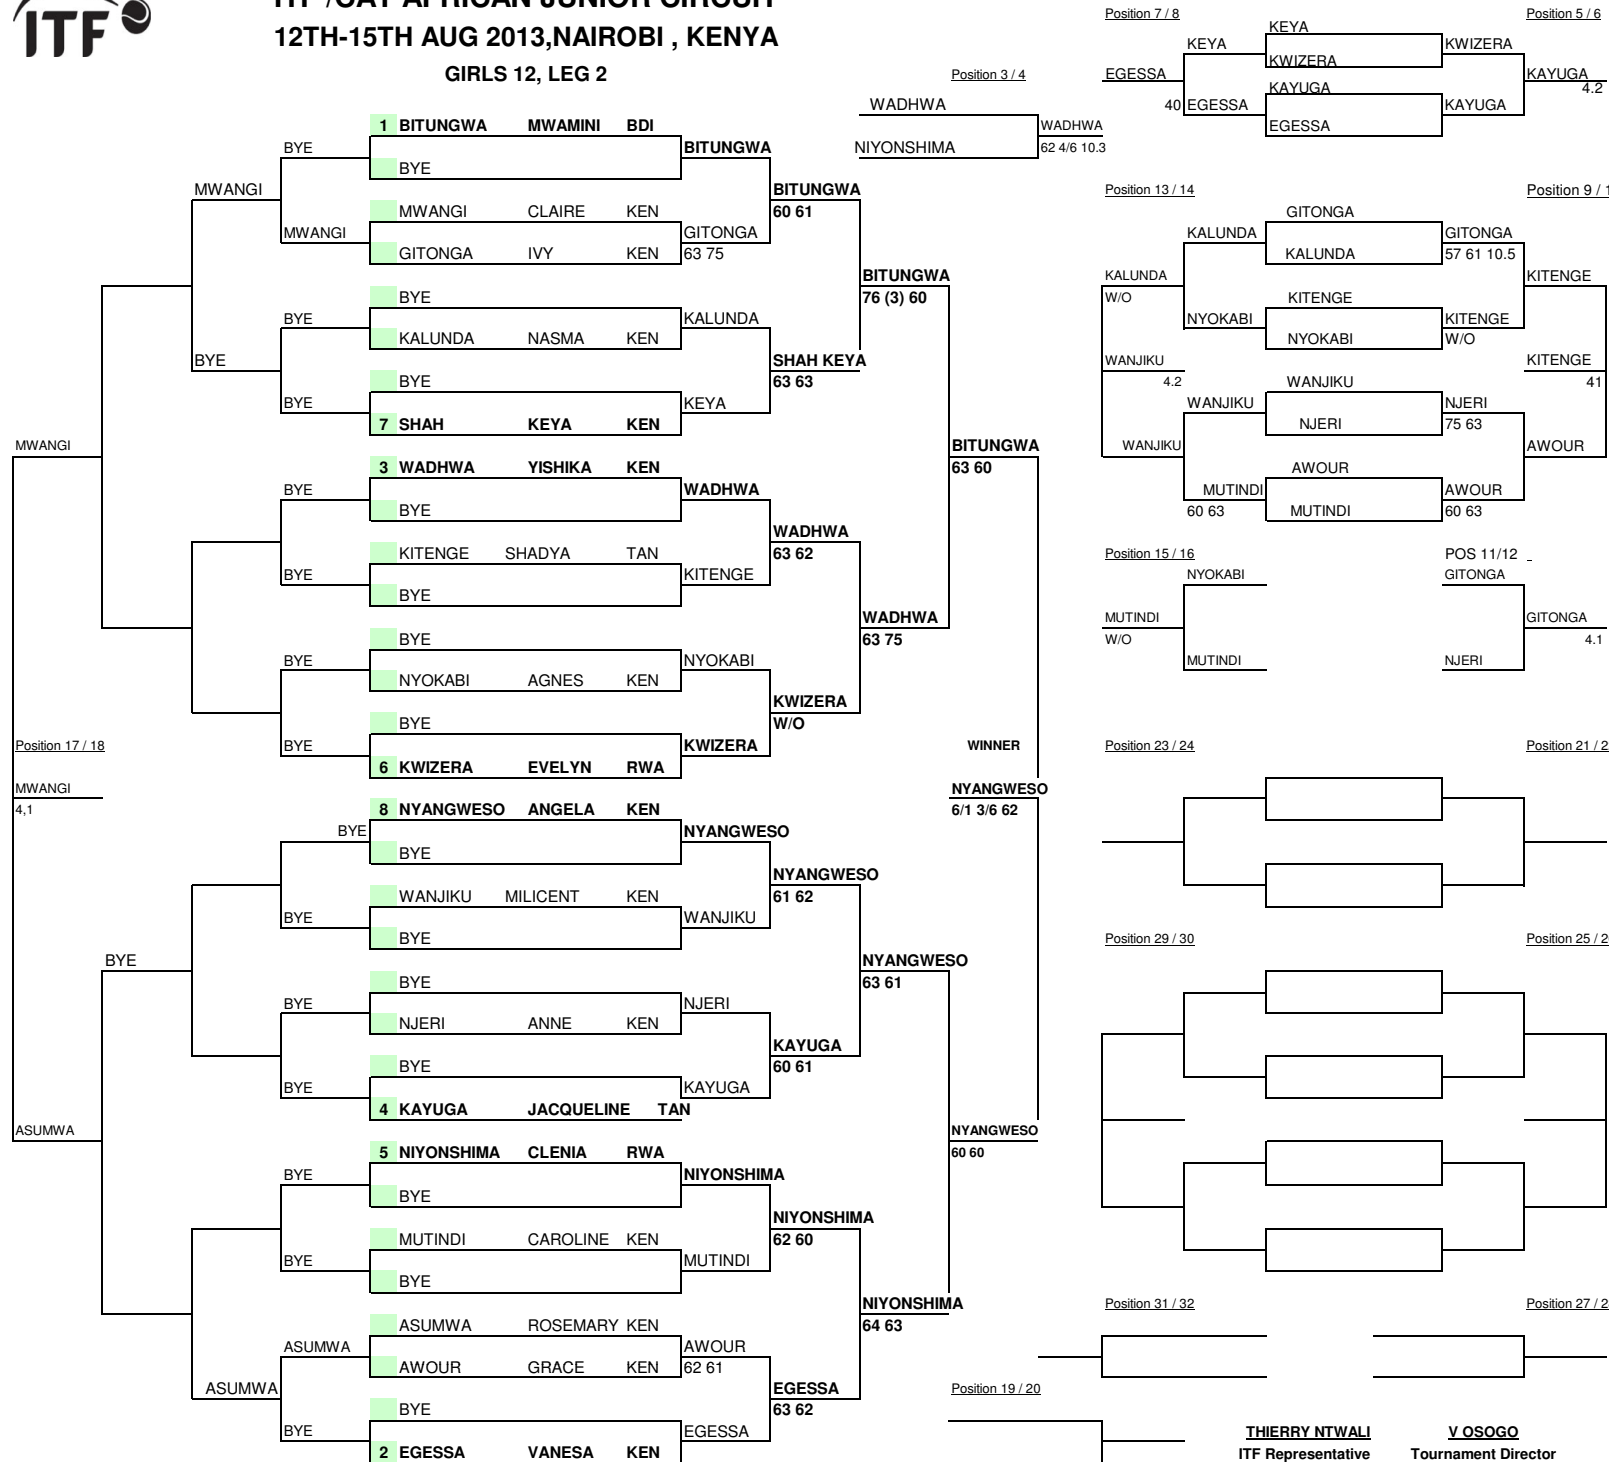 ITF
ITF /CAT AFRICAN JUNIOR CIRCUIT
12TH-15TH AUG 2013,NAIROBI , KENYA
GIRLS 12, LEG 2
1 BITUNGWA MWAMINI BDI
BYE
MWANGI CLAIRE KEN
GITONGA IVY KEN
BYE
KALUNDA NASMA KEN
BYE
7 SHAH KEYA KEN
3 WADHWA YISHIKA KEN
BYE
KITENGE SHADYA TAN
BYE
BYE
NYOKABI AGNES KEN
BYE
6 KWIZERA EVELYN RWA
8 NYANGWESO ANGELA KEN
BYE
WANJIKU MILICENT KEN
BYE
BYE
NJERI ANNE KEN
BYE
4 KAYUGA JACQUELINE TAN
5 NIYONSHIMA CLENIA RWA
BYE
MUTINDI CAROLINE KEN
BYE
ASUMWA ROSEMARY KEN
AWOUR GRACE KEN
BYE
2 EGESSA VANESA KEN
BITUNGWA
GITONGA
63 75
KALUNDA
KEYA
WADHWA
KITENGE
NYOKABI
KWIZERA
NYANGWESO
WANJIKU
NJERI
KAYUGA
NIYONSHIMA
MUTINDI
AWOUR
62 61
EGESSA
BITUNGWA
60 61
SHAH KEYA
63 63
WADHWA
63 62
KWIZERA
W/O
NYANGWESO
61 62
KAYUGA
60 61
NIYONSHIMA
62 60
EGESSA
63 62
BITUNGWA
76 (3) 60
WADHWA
63 75
NYANGWESO
63 61
NIYONSHIMA
64 63
BITUNGWA
63 60
NYANGWESO
60 60
WINNER
NYANGWESO
6/1 3/6 62
BYE
MWANGI
BYE
BYE
BYE
BYE
BYE
BYE
BYE
BYE
BYE
BYE
BYE
BYE
ASUMWA
BYE
MWANGI
BYE
ASUMWA
BYE
MWANGI
ASUMWA
Position 17 / 18
MWANGI
4,1
Position 3 / 4
WADHWA
NIYONSHIMA
WADHWA
62 4/6 10.3
Position 7 / 8
Position 5 / 6
KEYA
KWIZERA
KAYUGA
EGESSA
KEYA
EGESSA
EGESSA
40
KWIZERA
KAYUGA
KAYUGA
4.2
Position 13 / 14
Position 9 / 1
GITONGA
KALUNDA
KITENGE
NYOKABI
WANJIKU
NJERI
AWOUR
MUTINDI
KALUNDA
NYOKABI
WANJIKU
MUTINDI
60 63
KALUNDA
W/O
WANJIKU
4.2
WANJIKU
GITONGA
57 61 10.5
KITENGE
W/O
NJERI
75 63
AWOUR
60 63
KITENGE
KITENGE
41
AWOUR
Position 15 / 16
NYOKABI
MUTINDI
W/O
MUTINDI
POS 11/12
GITONGA
GITONGA
4.1
NJERI
Position 23 / 24
Position 21 / 2
Position 29 / 30
Position 25 / 2
Position 31 / 32
Position 27 / 2
Position 19 / 20
THIERRY NTWALI V OSOGO
ITF Representative Tournament Director